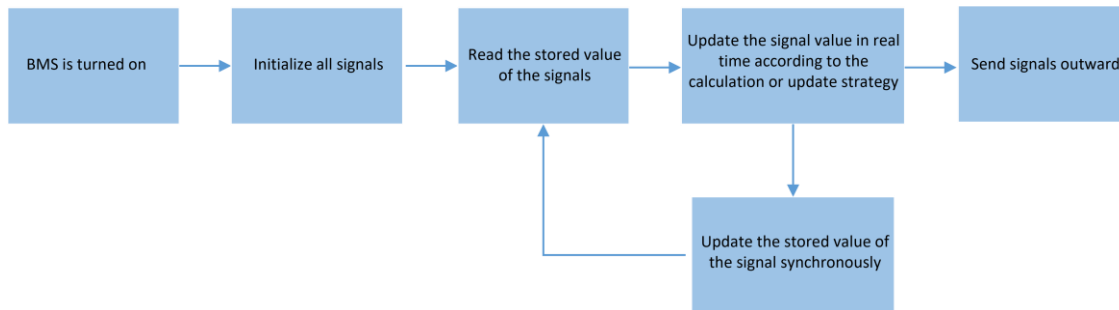 BMS is turned on
Initialize all signals
Read the stored value
of the signals
Update the signal value in real
time according to the
calculation or update strategy
Send signals outward
Update the stored value of
the signal synchronously